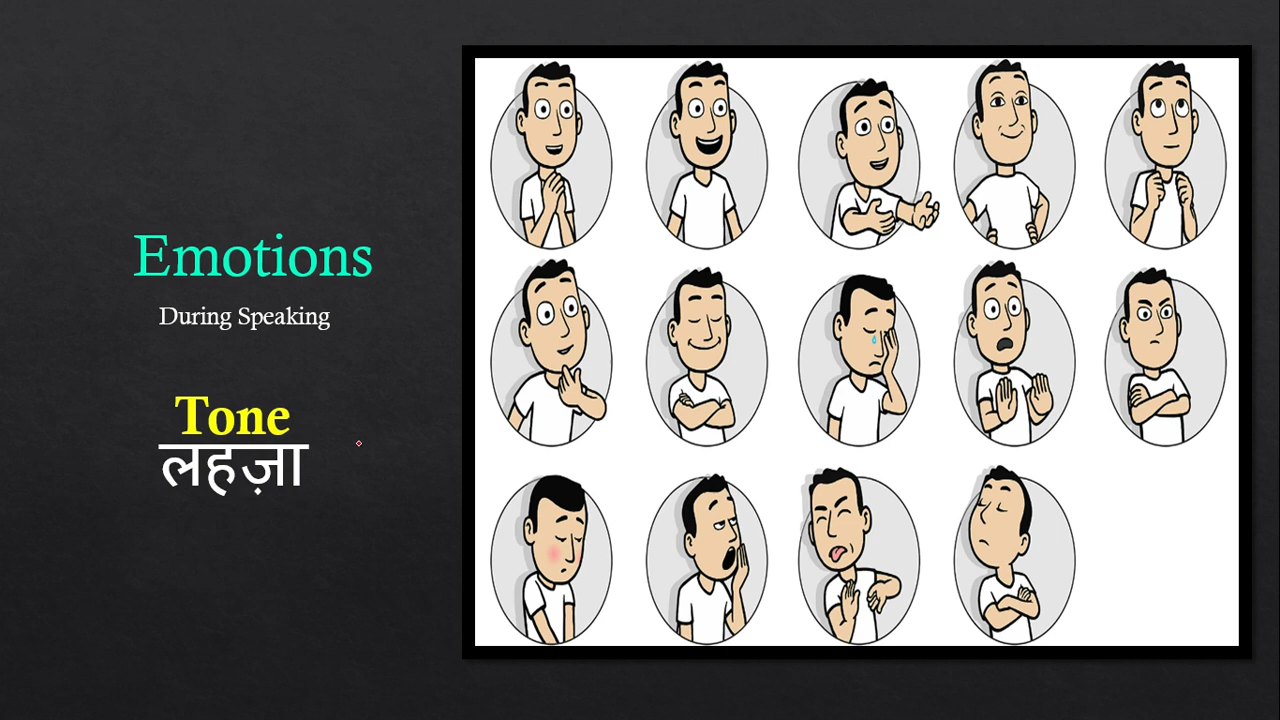 Emotions
During Speaking
Tone
लहज़ा